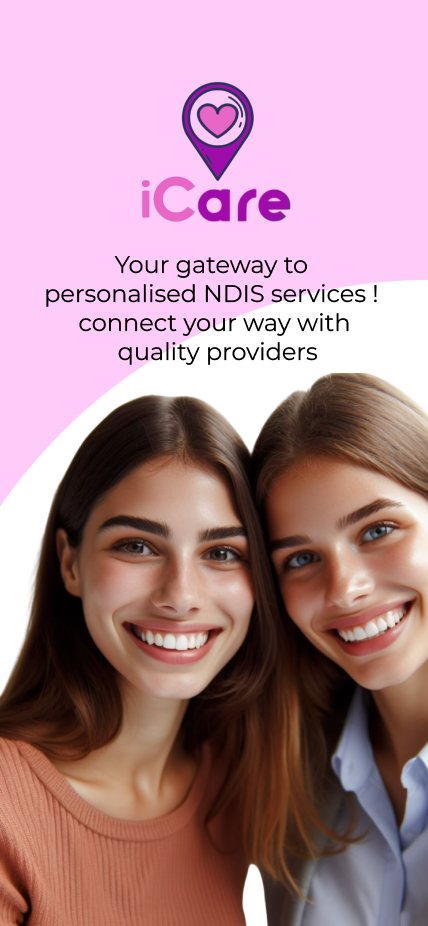 iCare
Your gateway to
personalised NDIS services !
connect your way with
quality providers